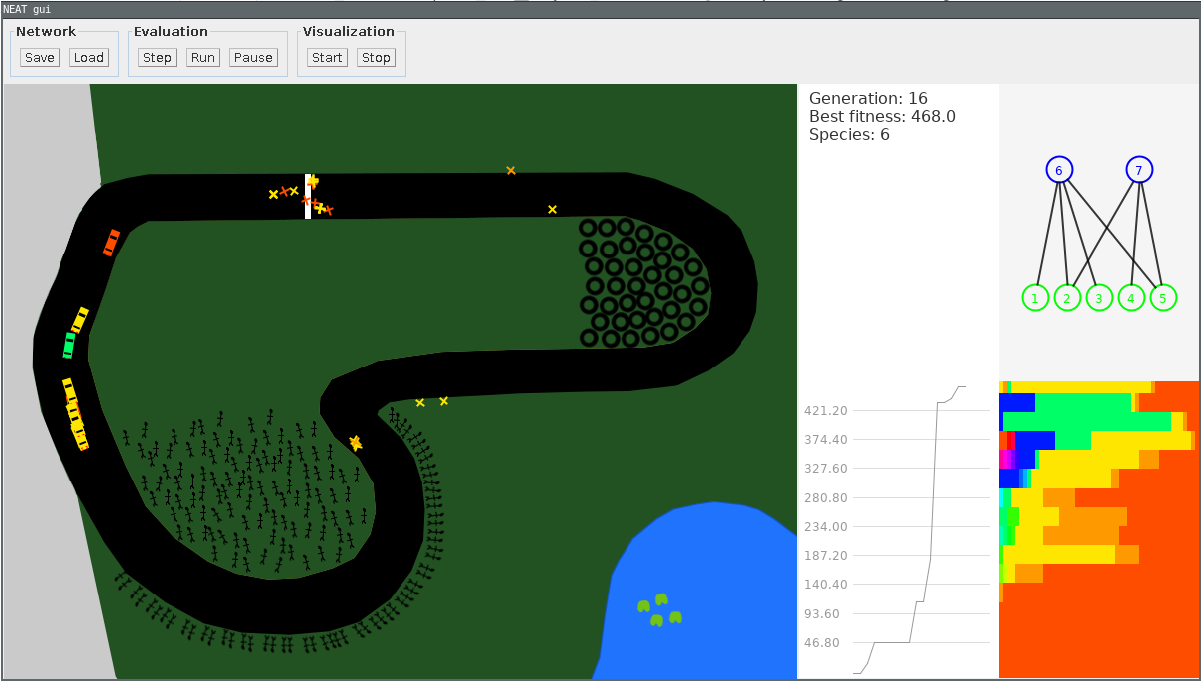 NEAT gui
Network Evaluation Visualization
Save Load Step Run Pause Start Stop
Generation: 16
Best fitness: 468.0
Species: 6
6 7
1 2 3 4 5
421.20
374.40
327.60
280.80
234.00
187.20
140.40
93.60
46.80